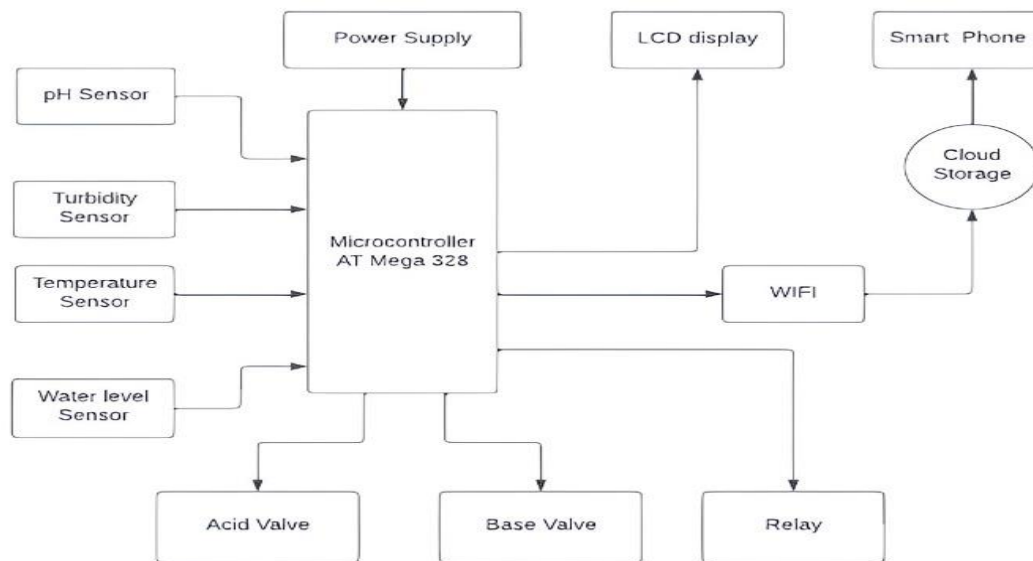 Power Supply
LCD display
Smart Phone
pH Sensor
Cloud
Storage
Turbidity
Sensor
Microcontroller
AT Mega 328
Temperature
Sensor
WIFI
Water level
Sensor
Acid Valve
Base Valve
Relay